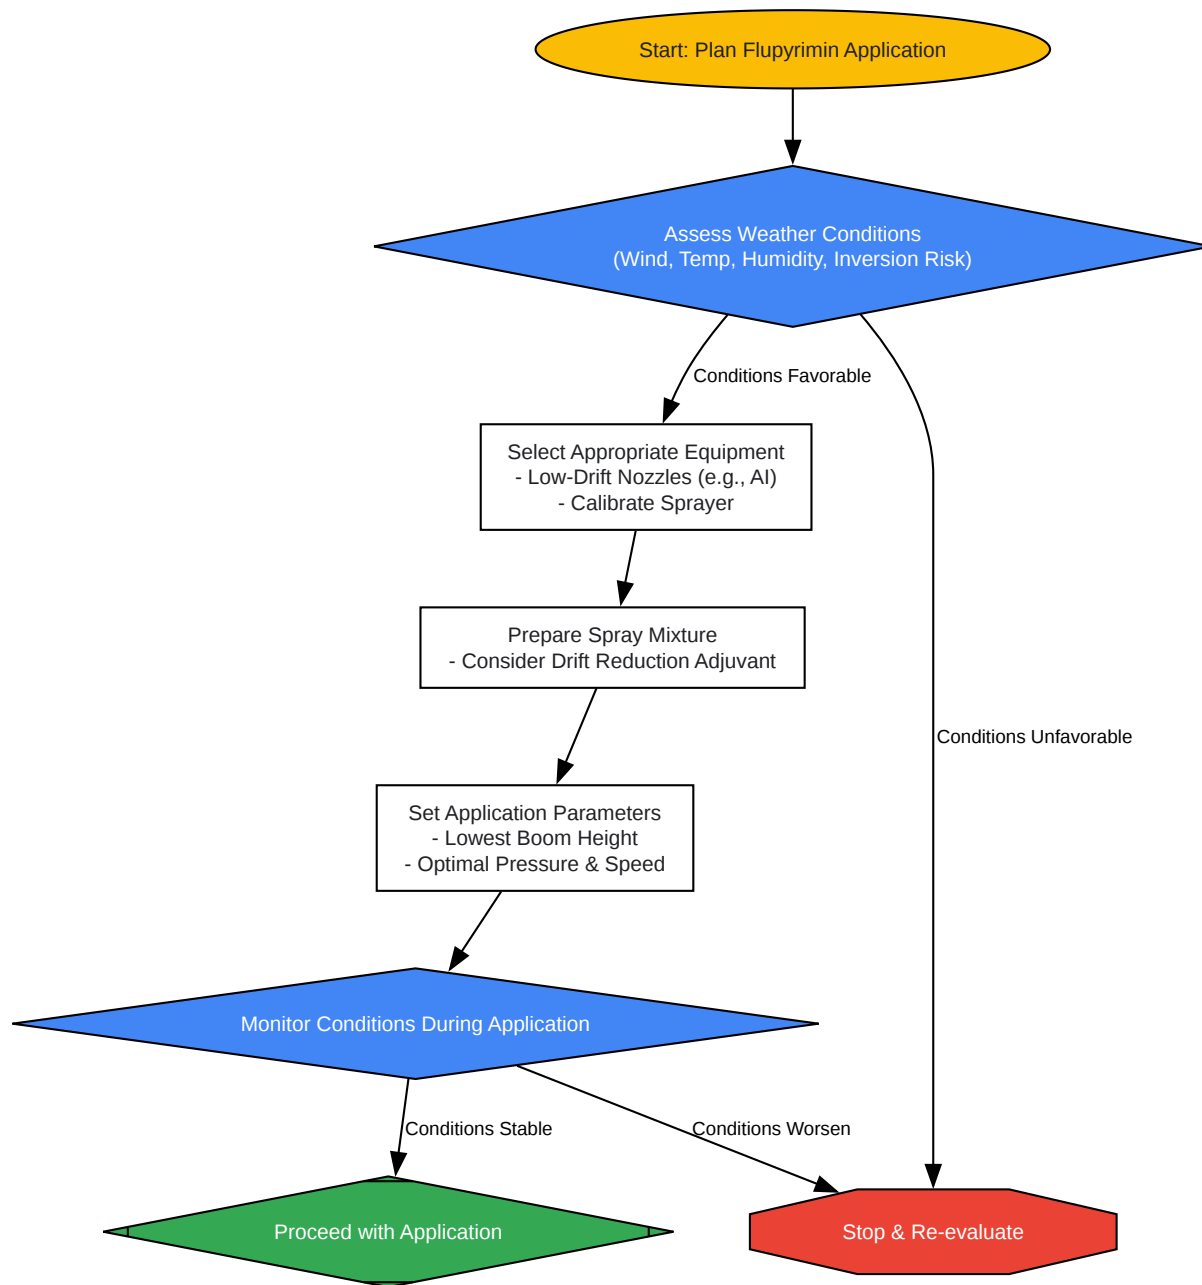 Start: Plan Flupyrimin Application
Assess Weather Conditions
(Wind, Temp, Humidity, Inversion Risk)
Conditions Favorable
Select Appropriate Equipment
- Low-Drift Nozzles (e.g., AI)
- Calibrate Sprayer
Prepare Spray Mixture
- Consider Drift Reduction Adjuvant
Conditions Unfavorable
Set Application Parameters
- Lowest Boom Height
- Optimal Pressure & Speed
Monitor Conditions During Application
Conditions Stable
Conditions Worsen
Proceed with Application
Stop & Re-evaluate